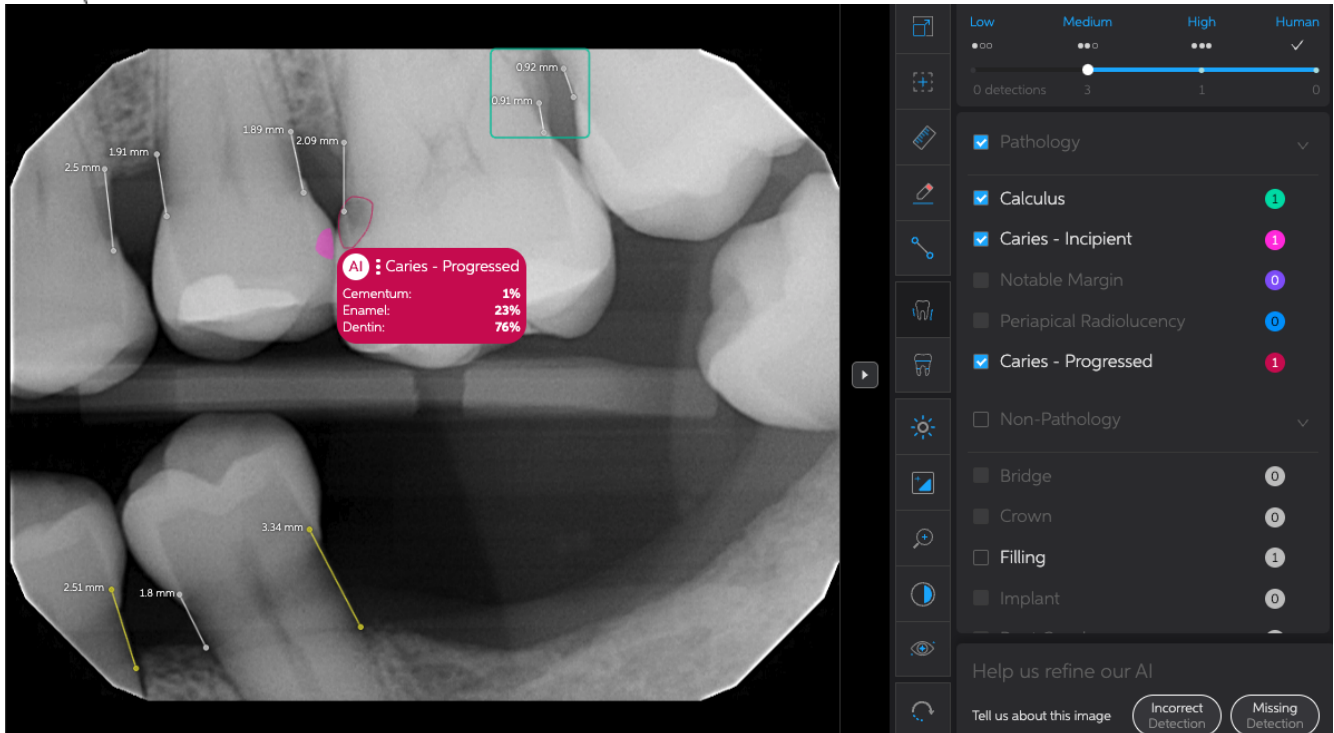 0.92 mm
0.91 mm
1.89 mm
2.09 mm
1.91 mm
2.5 mm
AI Caries - Progressed
Cementum: 1%
Enamel: 23%
Dentin: 76%
3.34 mm
2.51 mm
1.8 mm
Low Medium High Human
0 detections 3 1 0
Pathology
Calculus 1
Caries - Incipient 1
Notable Margin 0
Periapical Radiolucency 0
Caries - Progressed 1
Non-Pathology
Bridge 0
Crown 0
Filling 1
Implant 0
Help us refine our AI
Tell us about this image
Incorrect
Detection
Missing
Detection